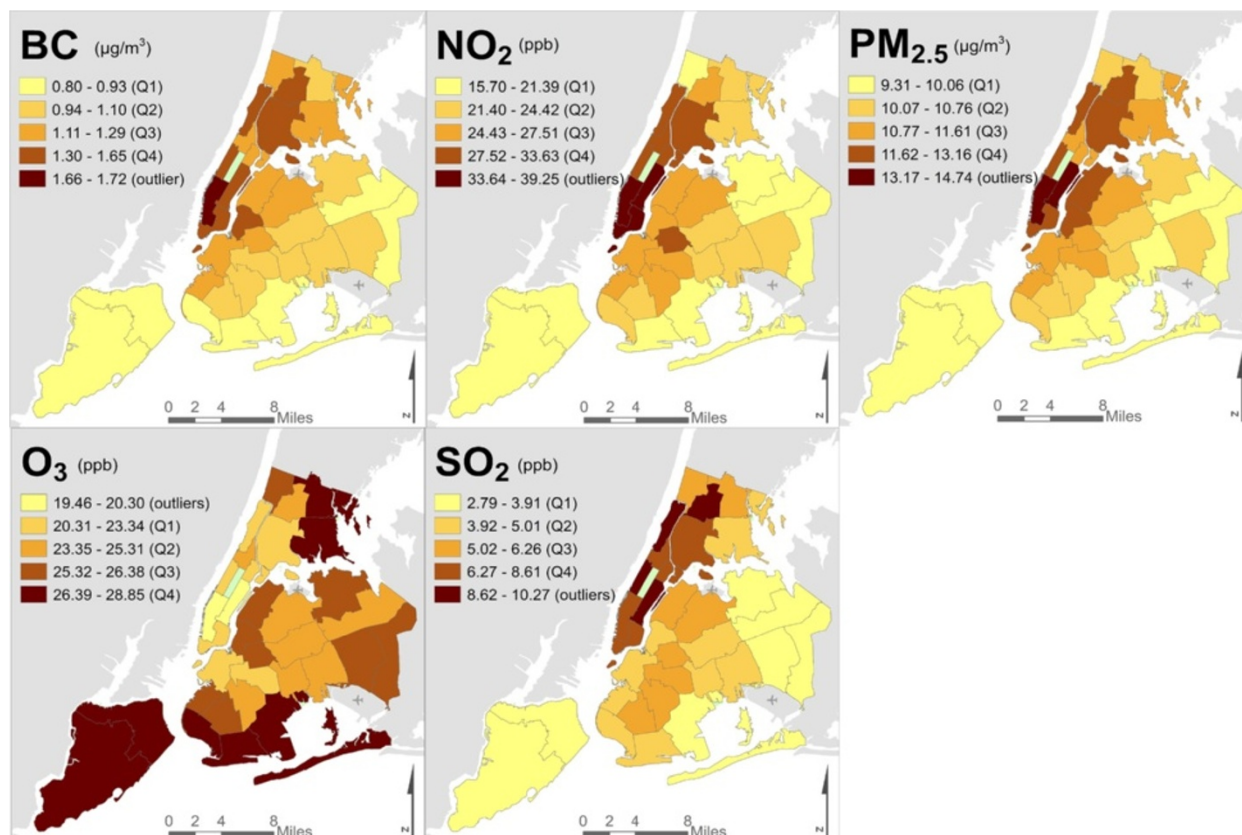 BC (µg/m³)
0.80 - 0.93 (Q1)
0.94 - 1.10 (Q2)
1.11 - 1.29 (Q3)
1.30 - 1.65 (Q4)
1.66 - 1.72 (outlier)
0 2 4 8
Miles
N
NO₂ (ppb)
15.70 - 21.39 (Q1)
21.40 - 24.42 (Q2)
24.43 - 27.51 (Q3)
27.52 - 33.63 (Q4)
33.64 - 39.25 (outliers)
0 2 4 8
Miles
N
PM₂.₅ (µg/m³)
9.31 - 10.06 (Q1)
10.07 - 10.76 (Q2)
10.77 - 11.61 (Q3)
11.62 - 13.16 (Q4)
13.17 - 14.74 (outliers)
0 2 4 8
Miles
N
O₃ (ppb)
19.46 - 20.30 (outliers)
20.31 - 23.34 (Q1)
23.35 - 25.31 (Q2)
25.32 - 26.38 (Q3)
26.39 - 28.85 (Q4)
0 2 4 8
Miles
N
SO₂ (ppb)
2.79 - 3.91 (Q1)
3.92 - 5.01 (Q2)
5.02 - 6.26 (Q3)
6.27 - 8.61 (Q4)
8.62 - 10.27 (outliers)
0 2 4 8
Miles
N